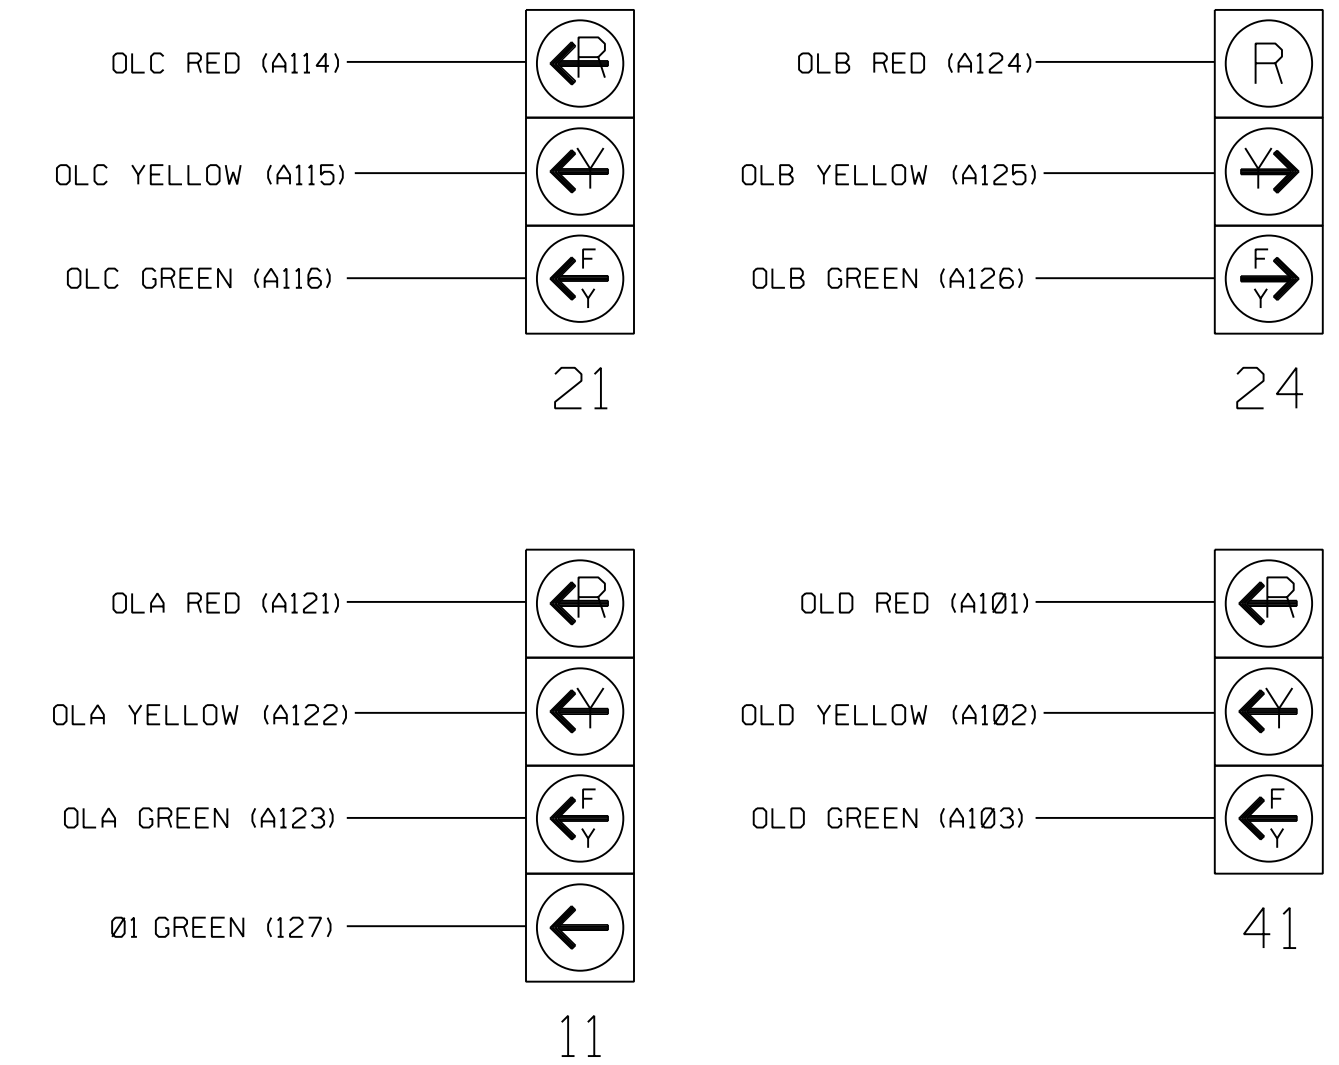 OLC RED (A114)
R
OLC YELLOW (A115)
Y
OLC GREEN (A116)
F
Y
21
OLB RED (A124)
R
OLB YELLOW (A125)
Y
OLB GREEN (A126)
F
Y
24
OLA RED (A121)
R
OLA YELLOW (A122)
Y
OLA GREEN (A123)
F
Y
Ø1 GREEN (127)
11
OLD RED (A1Ø1)
R
OLD YELLOW (A1Ø2)
Y
OLD GREEN (A1Ø3)
F
Y
41